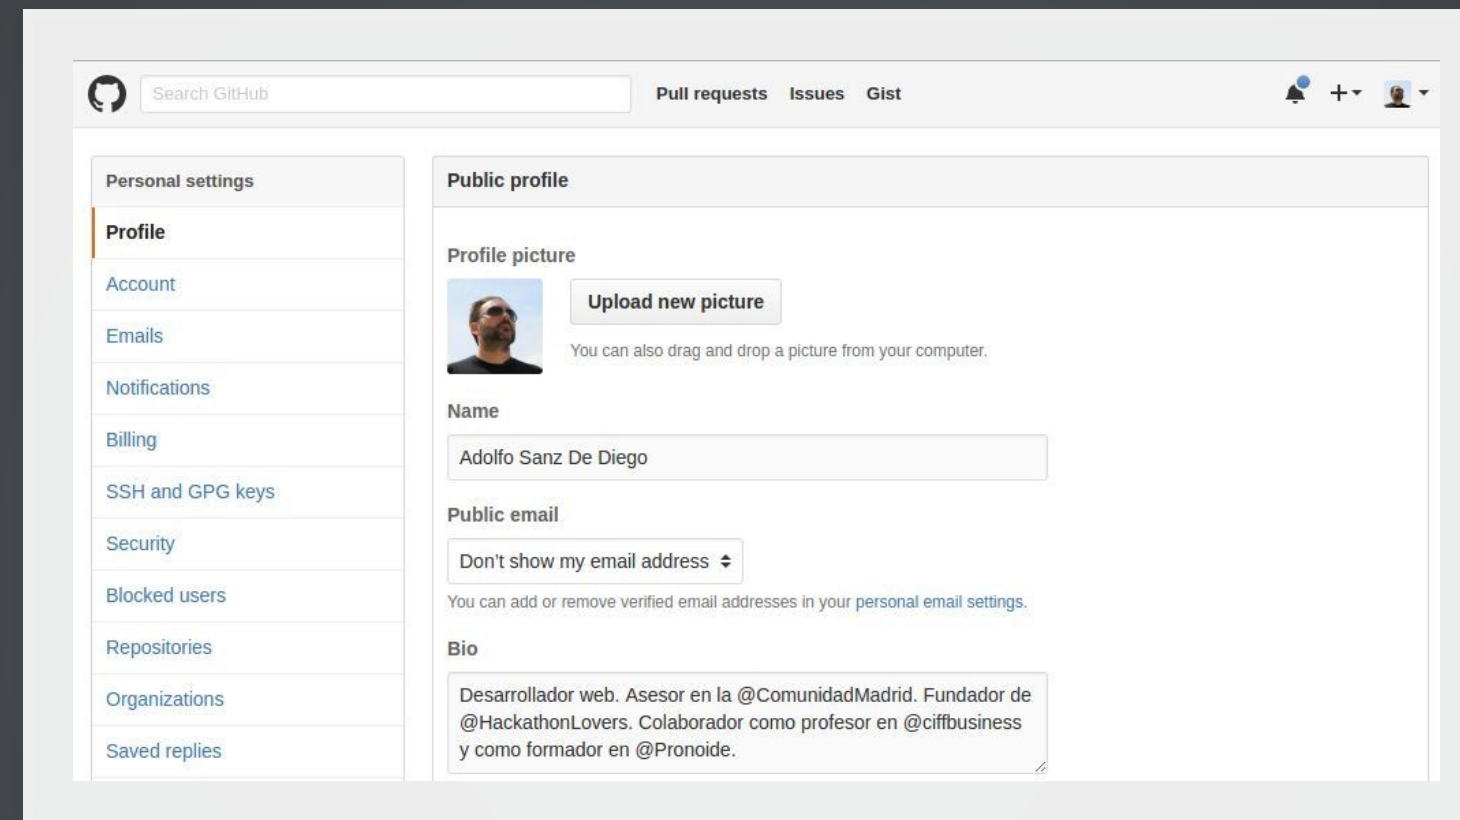 Search GitHub
Pull requests Issues Gist
Personal settings
Profile
Account
Emails
Notifications
Billing
SSH and GPG keys
Security
Blocked users
Repositories
Organizations
Saved replies
Public profile
Profile picture
Upload new picture
You can also drag and drop a picture from your computer.
Name
Adolfo Sanz De Diego
Public email
Don't show my email address
You can add or remove verified email addresses in your personal email settings.
Bio
Desarrollador web. Asesor en la @ComunidadMadrid. Fundador de
@HackathonLovers. Colaborador como profesor en @ciffbusiness
y como formador en @Pronoide.